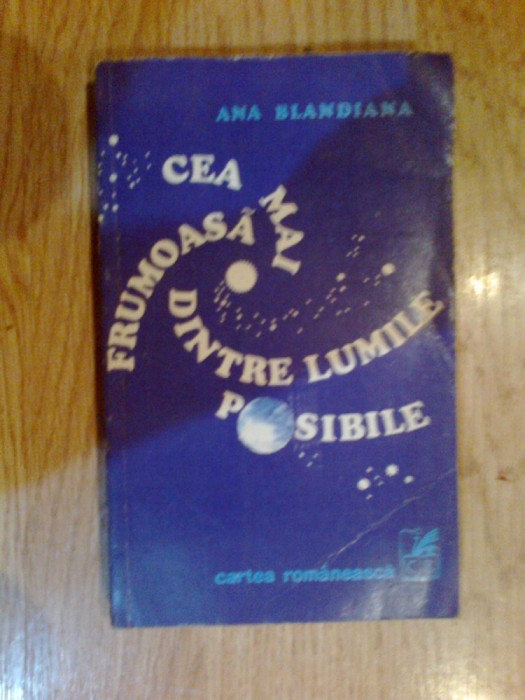 ANA BLANDIANA
CEA MAI
FRUMOASĂ
DINTRE LUMILE
POSIBILE
cartea românească